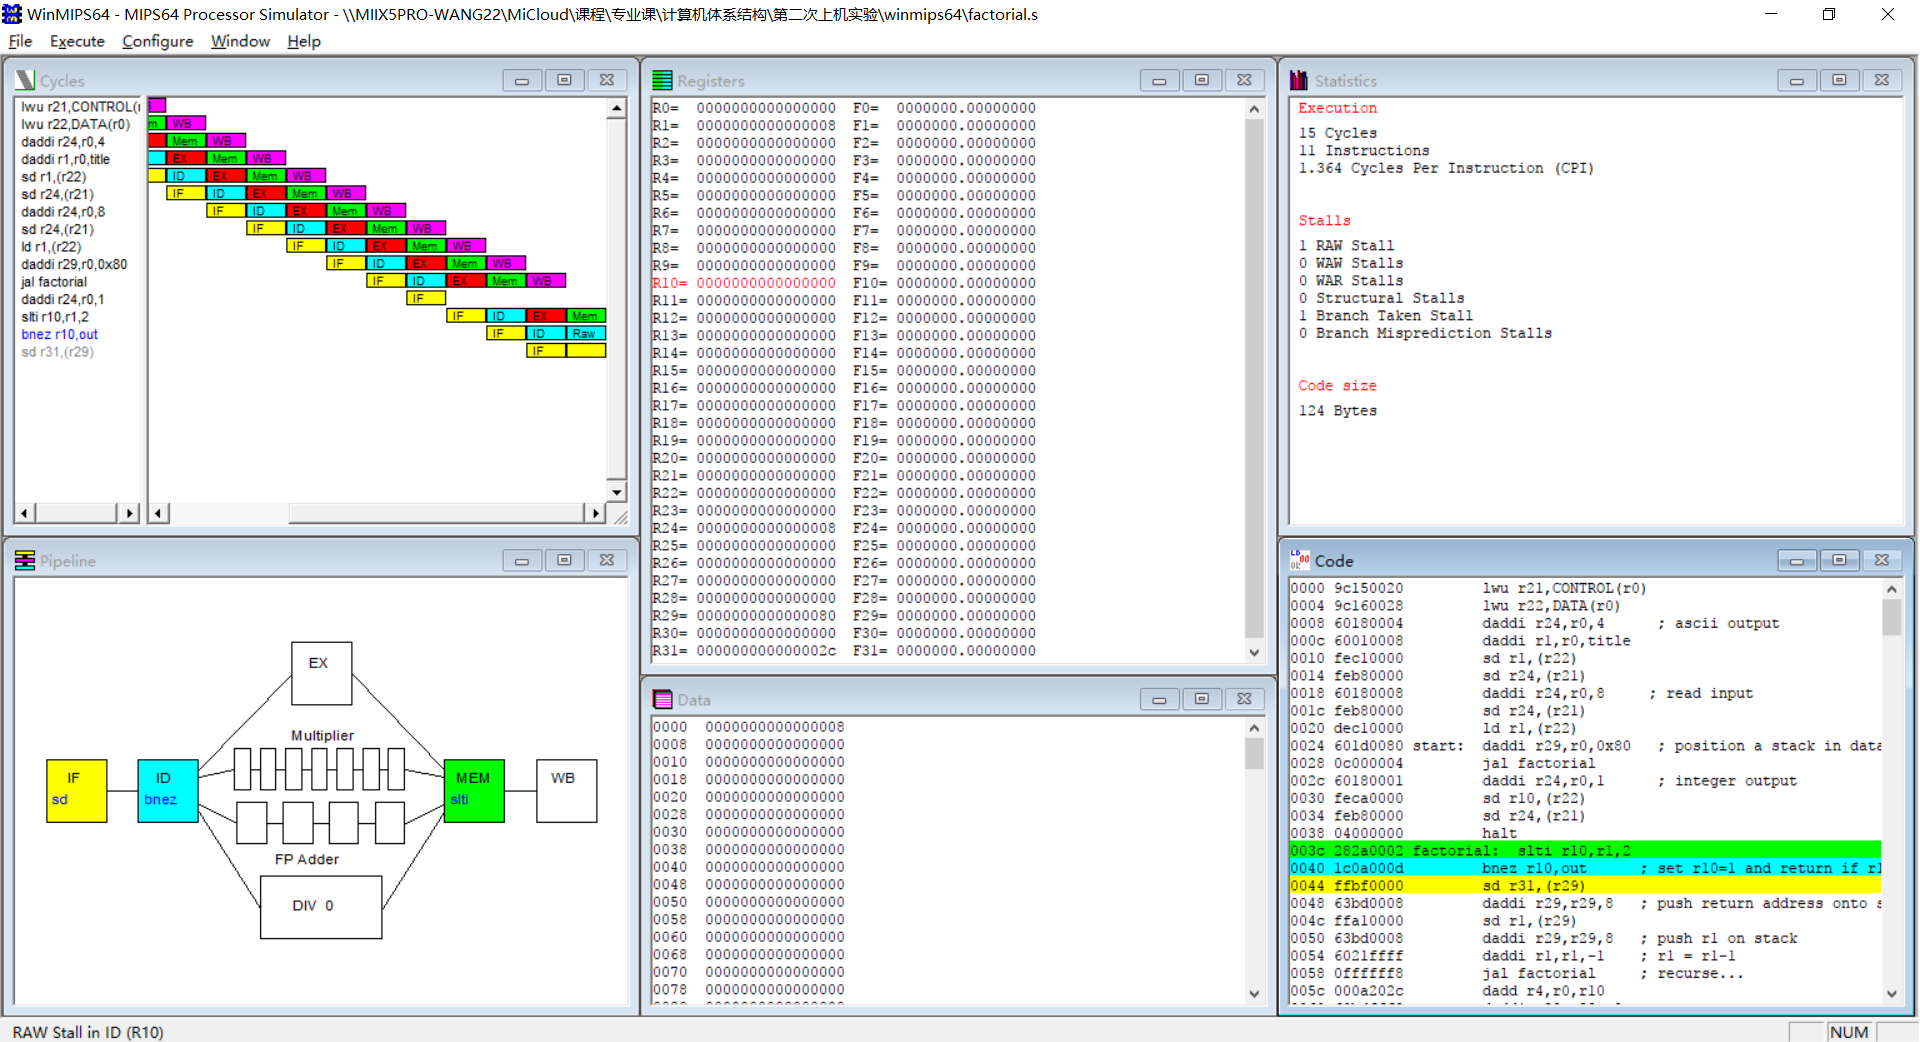 WinMIPS64 - MIPS64 Processor Simulator - \\MIIX5PRO-WANG22\MiCloud\课程\专业课\计算机体系结构\第二次上机实验\winmips64\factorial.s
File Execute Configure Window Help
Cycles
lwu r21,CONTROL(r
lwu r22,DATA(r0)
m WB
daddi r24,r0,4
Mem WB
daddi r1,r0,title
EX Mem WB
sd r1,(r22)
ID EX Mem WB
sd r24,(r21)
IF ID EX Mem WB
daddi r24,r0,8
IF ID EX Mem WB
sd r24,(r21)
IF ID EX Mem WB
ld r1,(r22)
IF ID EX Mem WB
daddi r29,r0,0x80
IF ID EX Mem WB
jal factorial
IF ID EX Mem WB
daddi r24,r0,1
IF
slti r10,r1,2
IF ID EX Mem
bnez r10,out
IF ID Raw
sd r31,(r29)
IF
Registers
R0= 0000000000000000 F0= 0000000.00000000
R1= 0000000000000008 F1= 0000000.00000000
R2= 0000000000000000 F2= 0000000.00000000
R3= 0000000000000000 F3= 0000000.00000000
R4= 0000000000000000 F4= 0000000.00000000
R5= 0000000000000000 F5= 0000000.00000000
R6= 0000000000000000 F6= 0000000.00000000
R7= 0000000000000000 F7= 0000000.00000000
R8= 0000000000000000 F8= 0000000.00000000
R9= 0000000000000000 F9= 0000000.00000000
R10= 0000000000000000 F10= 0000000.00000000
R11= 0000000000000000 F11= 0000000.00000000
R12= 0000000000000000 F12= 0000000.00000000
R13= 0000000000000000 F13= 0000000.00000000
R14= 0000000000000000 F14= 0000000.00000000
R15= 0000000000000000 F15= 0000000.00000000
R16= 0000000000000000 F16= 0000000.00000000
R17= 0000000000000000 F17= 0000000.00000000
R18= 0000000000000000 F18= 0000000.00000000
R19= 0000000000000000 F19= 0000000.00000000
R20= 0000000000000000 F20= 0000000.00000000
R21= 0000000000000000 F21= 0000000.00000000
R22= 0000000000000000 F22= 0000000.00000000
R23= 0000000000000000 F23= 0000000.00000000
R24= 0000000000000008 F24= 0000000.00000000
R25= 0000000000000000 F25= 0000000.00000000
R26= 0000000000000000 F26= 0000000.00000000
R27= 0000000000000000 F27= 0000000.00000000
R28= 0000000000000000 F28= 0000000.00000000
R29= 0000000000000080 F29= 0000000.00000000
R30= 0000000000000000 F30= 0000000.00000000
R31= 000000000000002c F31= 0000000.00000000
Statistics
Execution
15 Cycles
11 Instructions
1.364 Cycles Per Instruction (CPI)
Stalls
1 RAW Stall
0 WAW Stalls
0 WAR Stalls
0 Structural Stalls
1 Branch Taken Stall
0 Branch Misprediction Stalls
Code size
124 Bytes
Pipeline
EX
Multiplier
IF
sd
ID
bnez
MEM
slti
WB
FP Adder
DIV 0
Data
0000 0000000000000008
0008 0000000000000000
0010 0000000000000000
0018 0000000000000000
0020 0000000000000000
0028 0000000000000000
0030 0000000000000000
0038 0000000000000000
0040 0000000000000000
0048 0000000000000000
0050 0000000000000000
0058 0000000000000000
0060 0000000000000000
0068 0000000000000000
0070 0000000000000000
0078 0000000000000000
Code
0000 9c150020 lwu r21,CONTROL(r0)
0004 9c160028 lwu r22,DATA(r0)
0008 60180004 daddi r24,r0,4 ; ascii output
000c 60010008 daddi r1,r0,title
0010 fec10000 sd r1,(r22)
0014 feb80000 sd r24,(r21)
0018 60180008 daddi r24,r0,8 ; read input
001c feb80000 sd r24,(r21)
0020 dec10000 ld r1,(r22)
0024 601d0080 start: daddi r29,r0,0x80 ; position a stack in data
0028 0c000004 jal factorial
002c 60180001 daddi r24,r0,1 ; integer output
0030 feca0000 sd r10,(r22)
0034 feb80000 sd r24,(r21)
0038 04000000 halt
003c 282a0002 factorial: slti r10,r1,2
0040 1c0a000d bnez r10,out ; set r10=1 and return if r1
0044 ffbf0000 sd r31,(r29)
0048 63bd0008 daddi r29,r29,8 ; push return address onto s
004c ffa10000 sd r1,(r29)
0050 63bd0008 daddi r29,r29,8 ; push r1 on stack
0054 6021ffff daddi r1,r1,-1 ; r1 = r1-1
0058 0ffffff8 jal factorial ; recurse...
005c 000a202c dadd r4,r0,r10
RAW Stall in ID (R10)
NUM